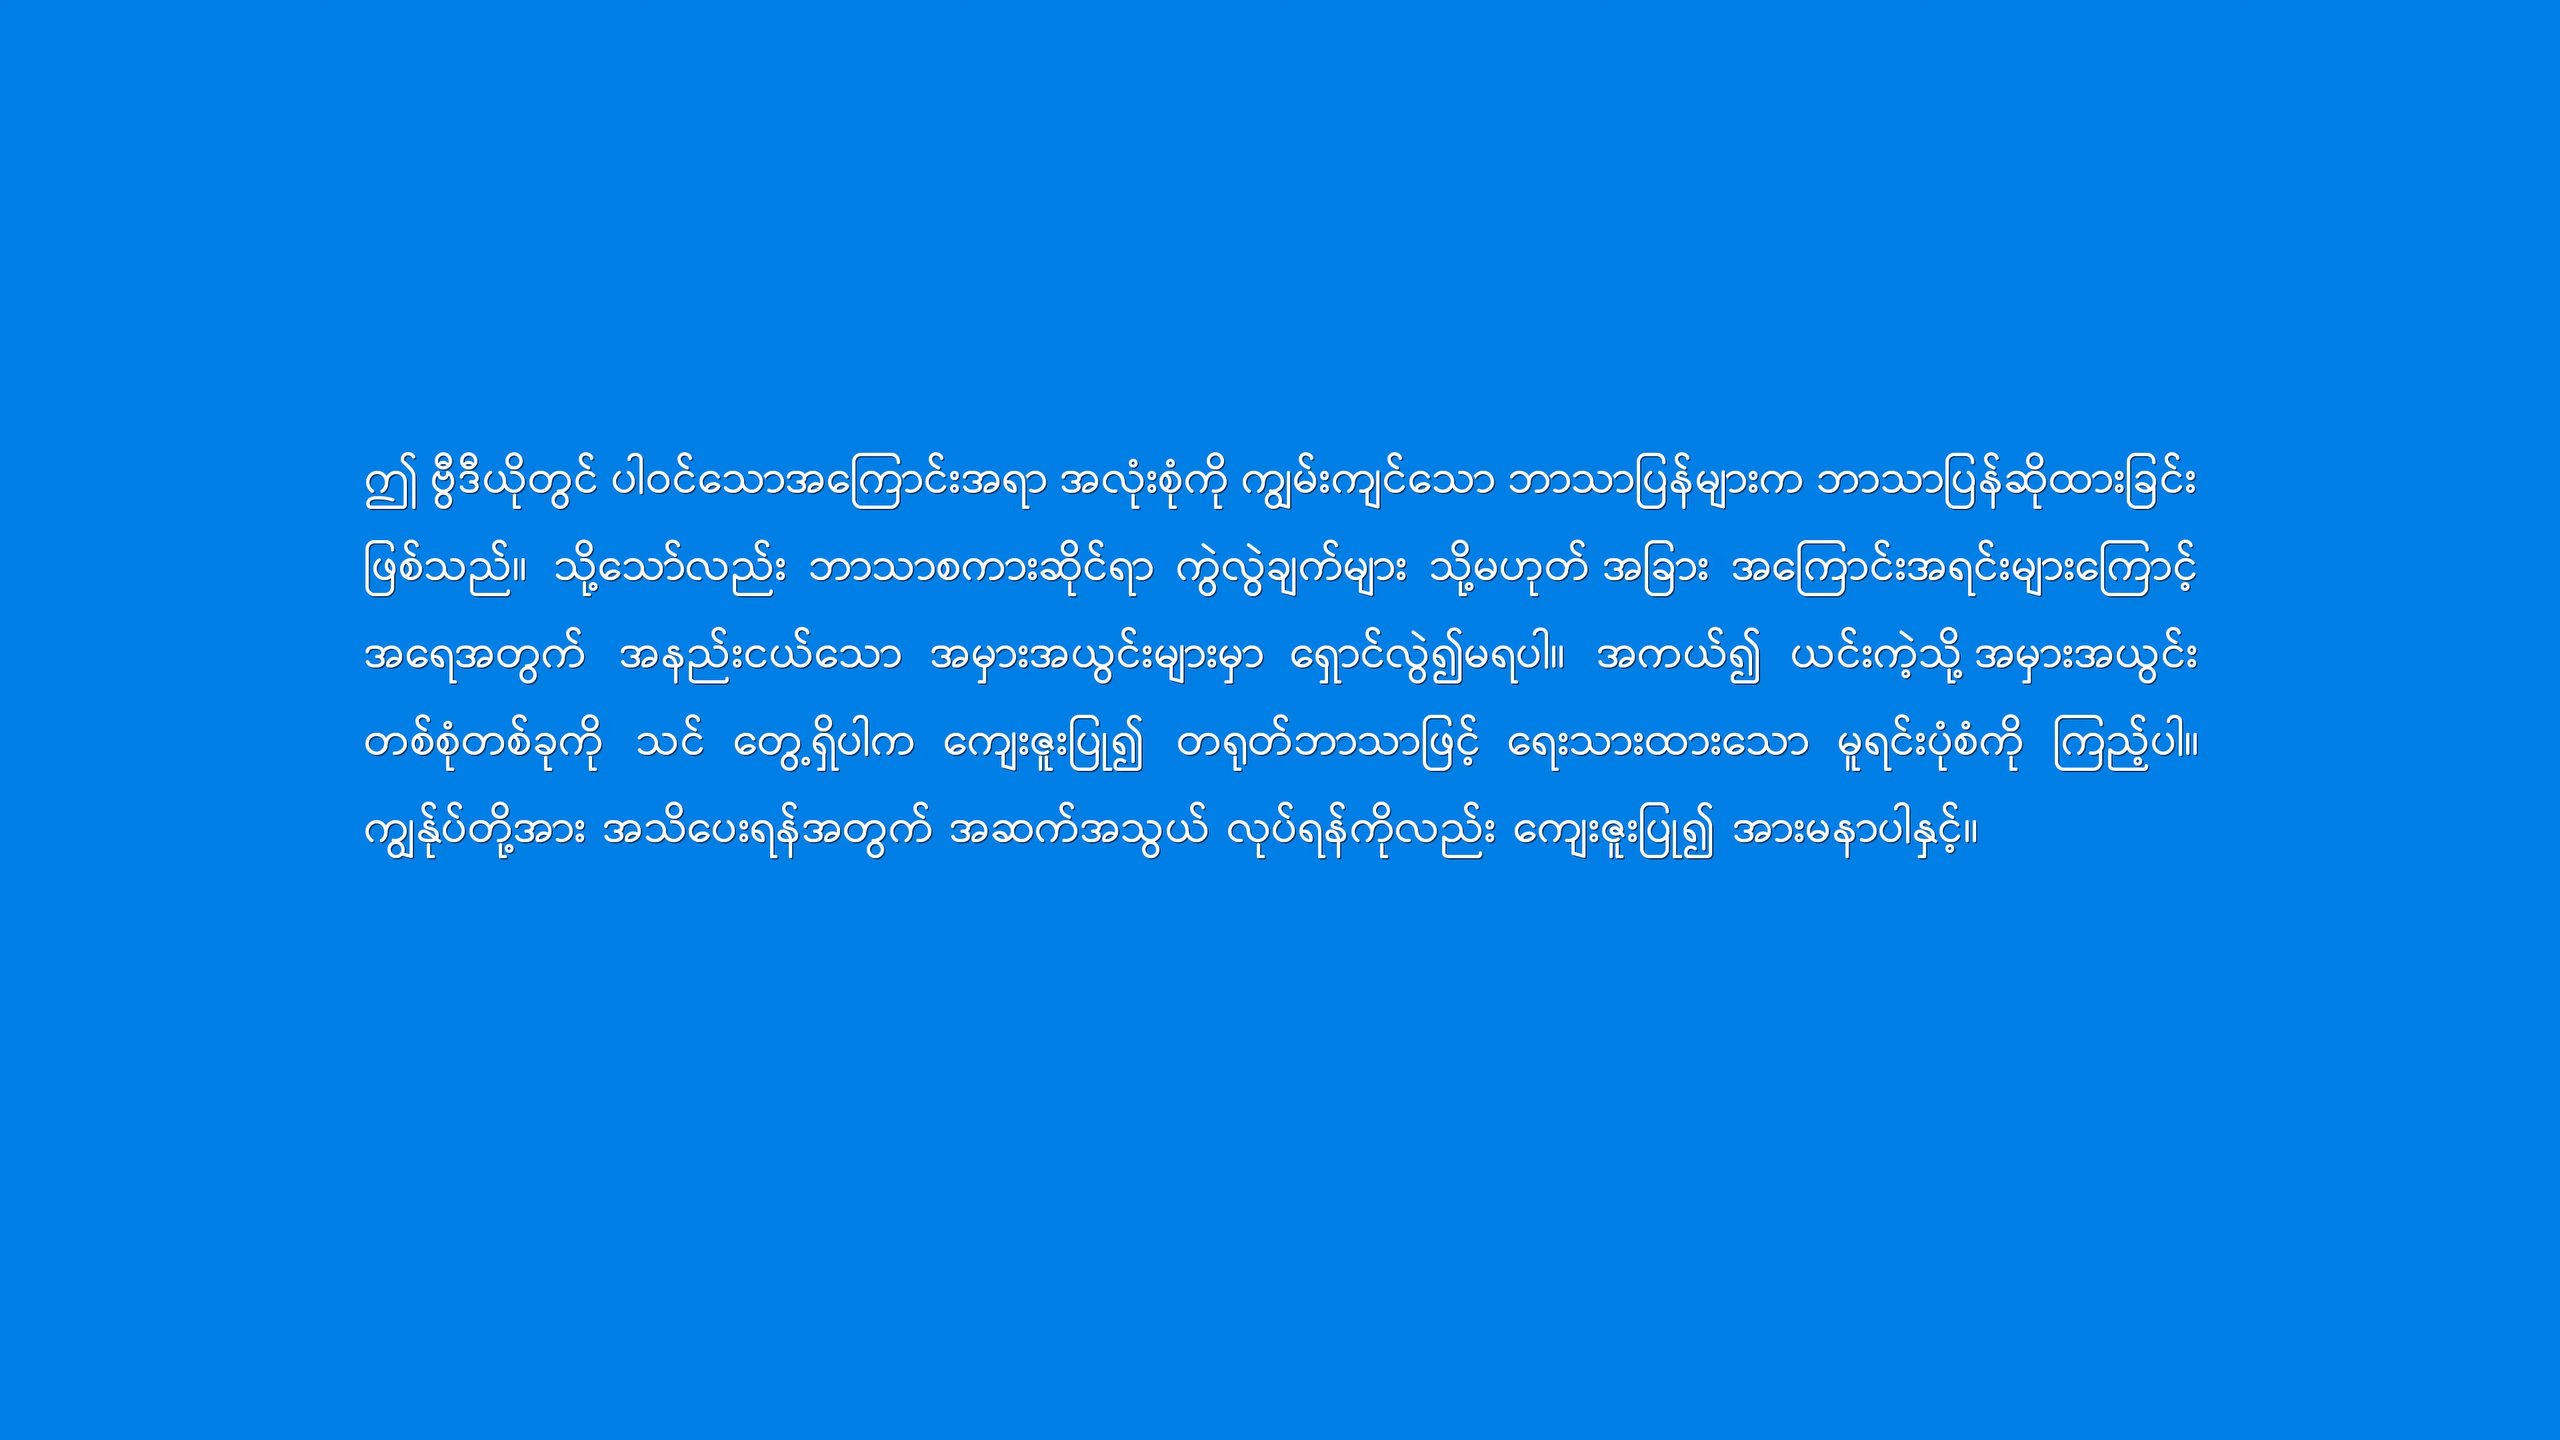 ဤ ဗွီဒီယိုတွင် ပါဝင်သောအကြောင်းအရာ အလုံးစုံကို ကျွမ်းကျင်သော ဘာသာပြန်များက ဘာသာပြန်ဆိုထားခြင်း
ဖြစ်သည်။ သို့သော်လည်း ဘာသာစကားဆိုင်ရာ ကွဲလွဲချက်များ သို့မဟုတ် အခြား အကြောင်းအရင်းများကြောင့်
အရေအတွက် အနည်းငယ်သော အမှားအယွင်းများမှာ ရှောင်လွဲ၍မရပါ။ အကယ်၍ ယင်းကဲ့သို့ အမှားအယွင်း
တစ်စုံတစ်ခုကို သင် တွေ့ရှိပါက ကျေးဇူးပြု၍ တရုတ်ဘာသာဖြင့် ရေးသားထားသော မူရင်းပုံစံကို ကြည့်ပါ။
ကျွန်ုပ်တို့အား အသိပေးရန်အတွက် အဆက်အသွယ် လုပ်ရန်ကိုလည်း ကျေးဇူးပြု၍ အားမနာပါနှင့်။